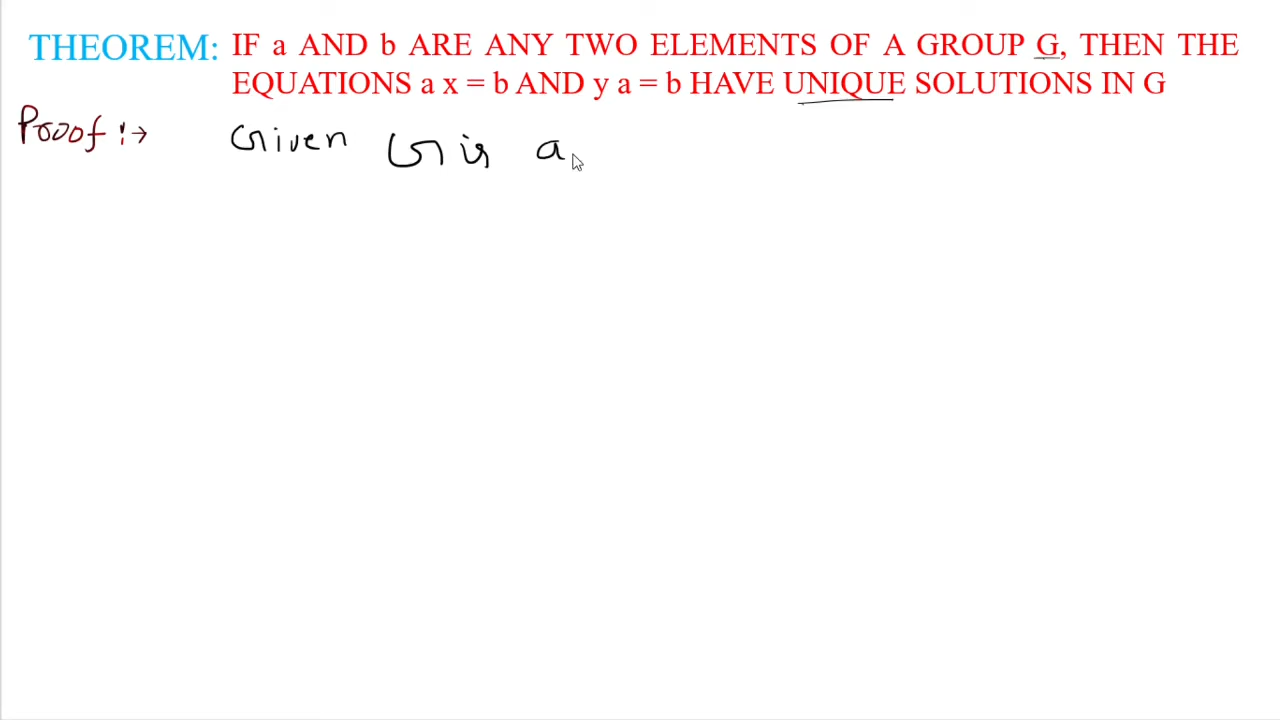 THEOREM: IF a AND b ARE ANY TWO ELEMENTS OF A GROUP G, THEN THE
EQUATIONS a x = b AND y a = b HAVE UNIQUE SOLUTIONS IN G
Proof :→ Given G is a